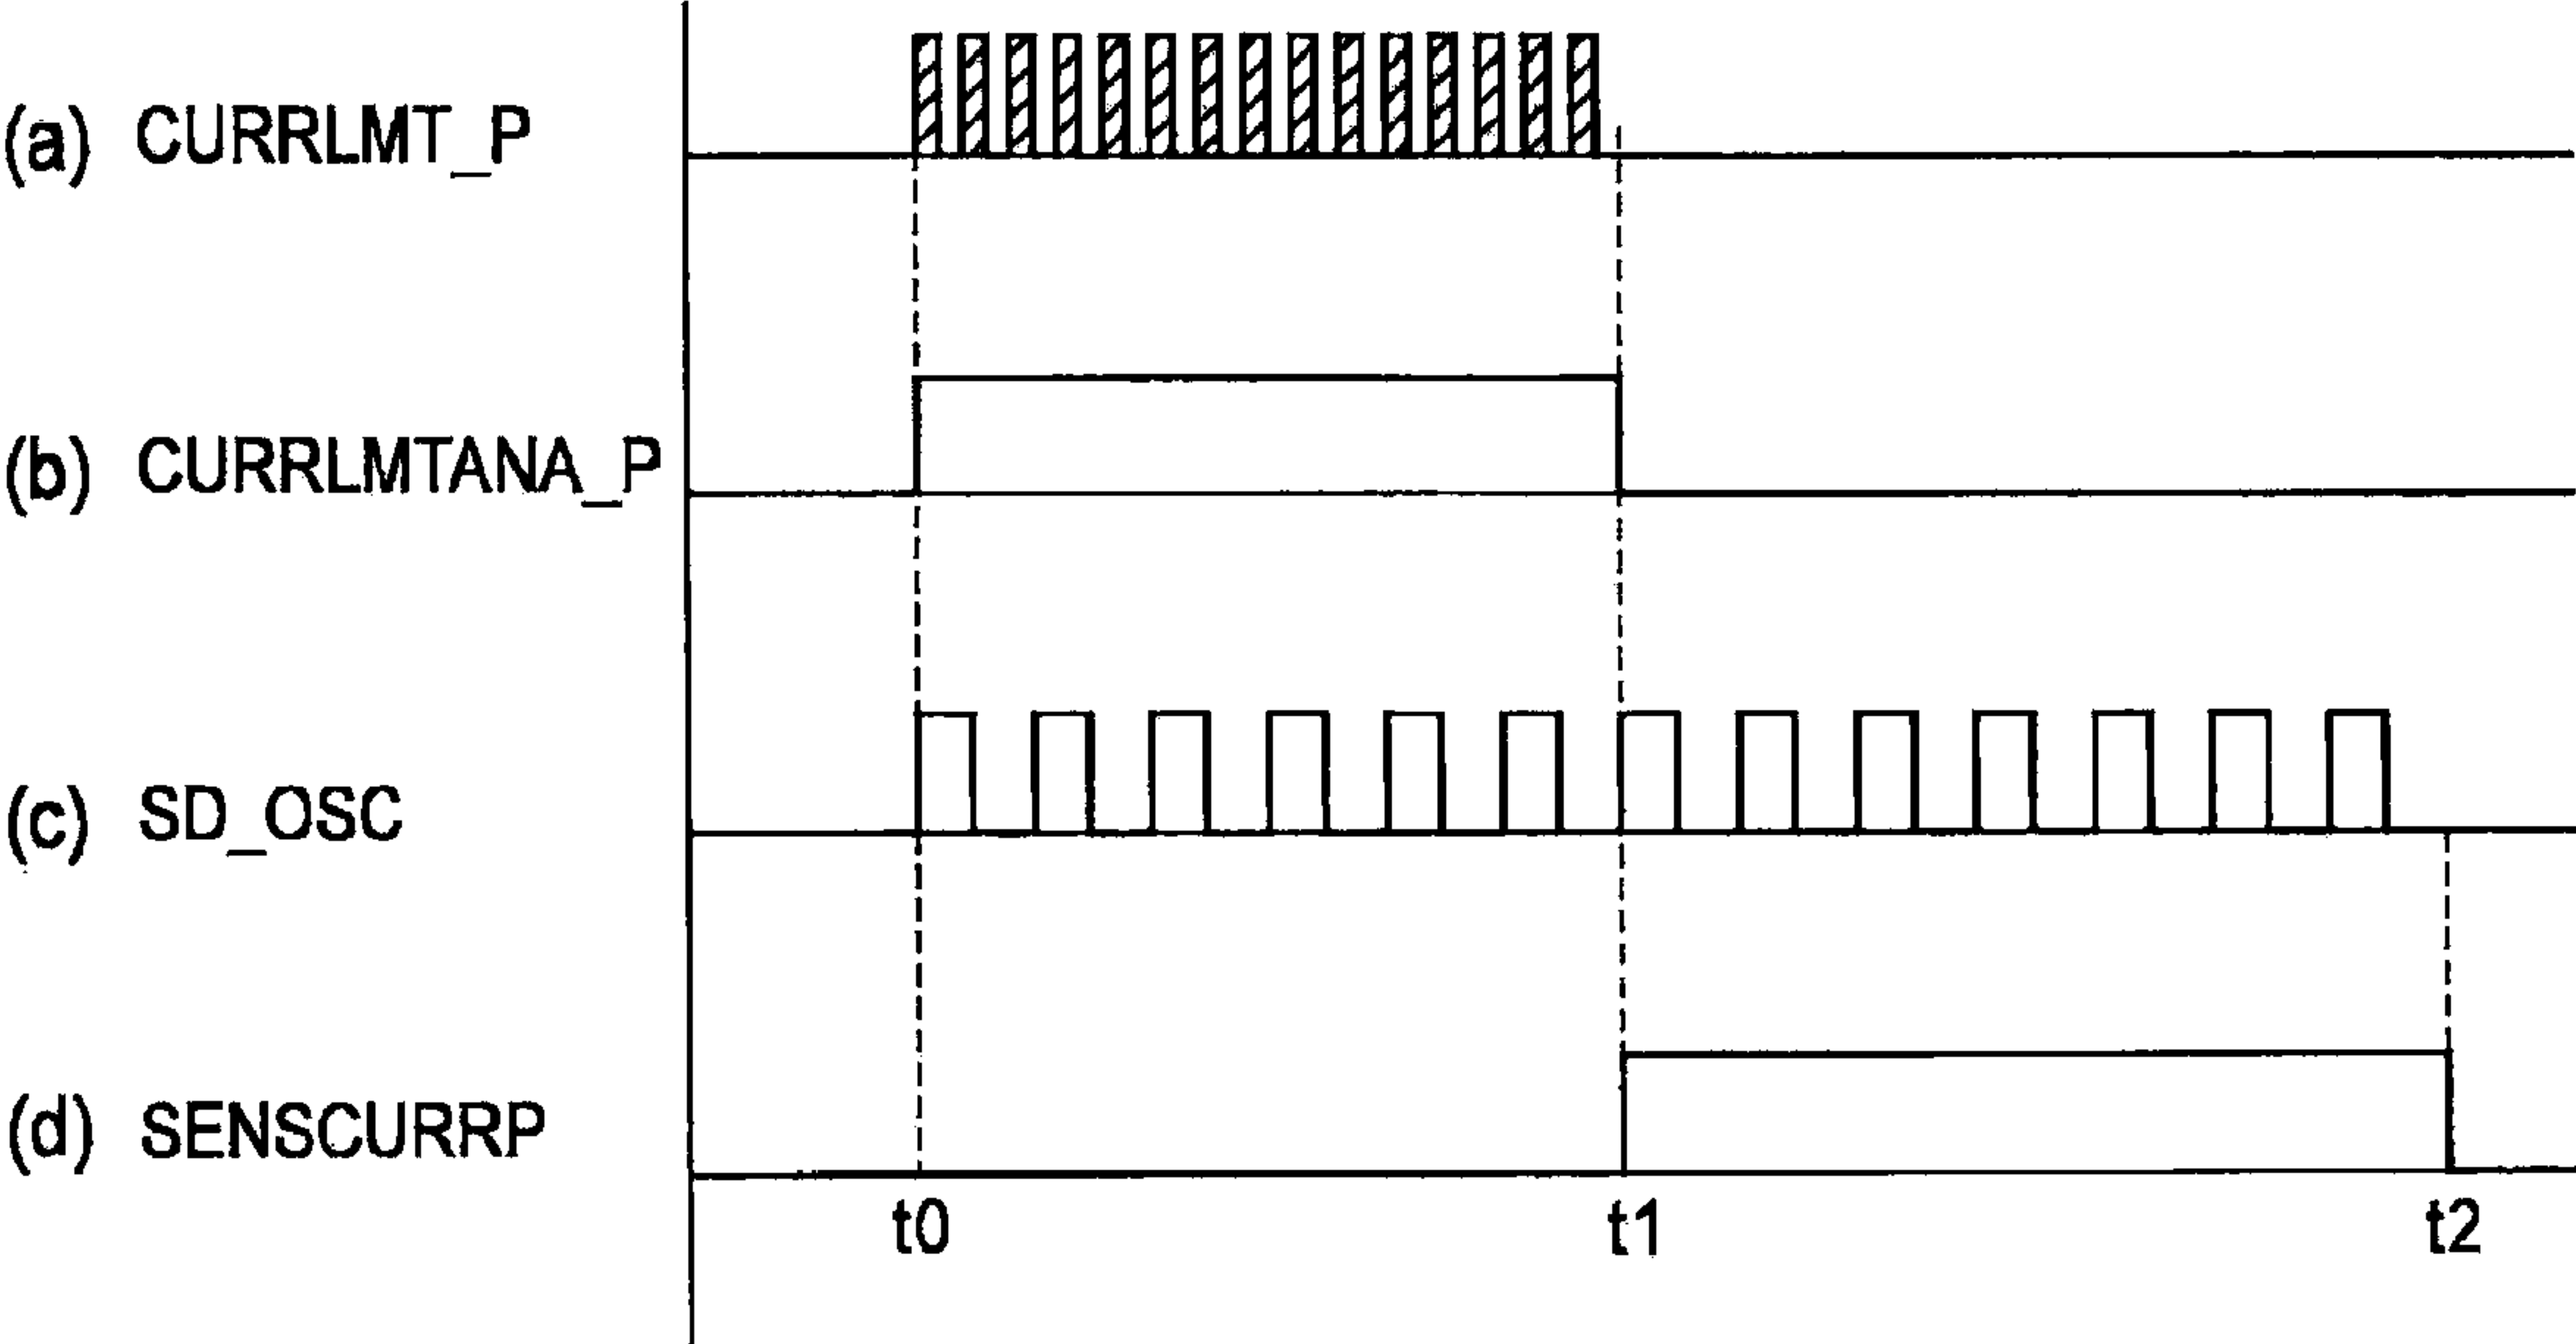 (a) CURRLMT_P
(b) CURRLMTANA_P
(c) SD_OSC
(d) SENSCURRP
t0 t1 t2